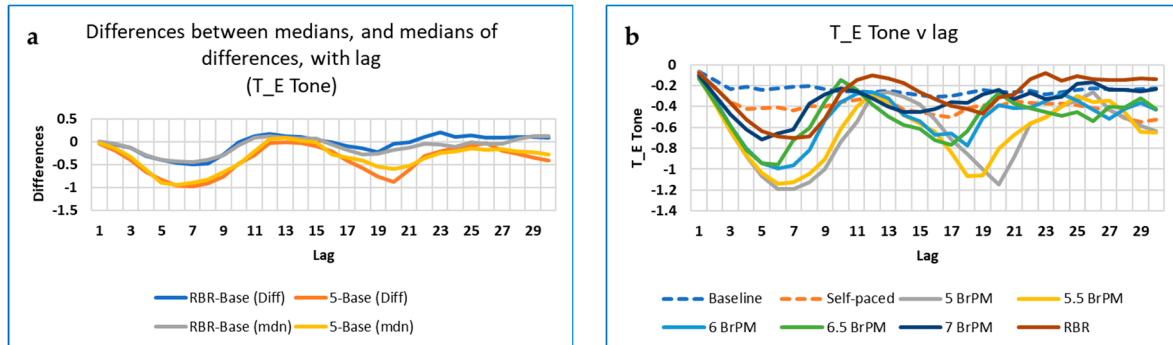 a
Differences between medians, and medians of
differences, with lag
(T_E Tone)
0.5
0
-0.5
-1
-1.5
Differences
1 3 5 7 9 11 13 15 17 19 21 23 25 27 29
Lag
RBR-Base (Diff) 5-Base (Diff)
RBR-Base (mdn) 5-Base (mdn)
b
T_E Tone v lag
0
-0.2
-0.4
-0.6
-0.8
-1
-1.2
-1.4
T_E Tone
1 3 5 7 9 11 13 15 17 19 21 23 25 27 29
Lag
Baseline Self-paced 5 BrPM 5.5 BrPM
6 BrPM 6.5 BrPM 7 BrPM RBR